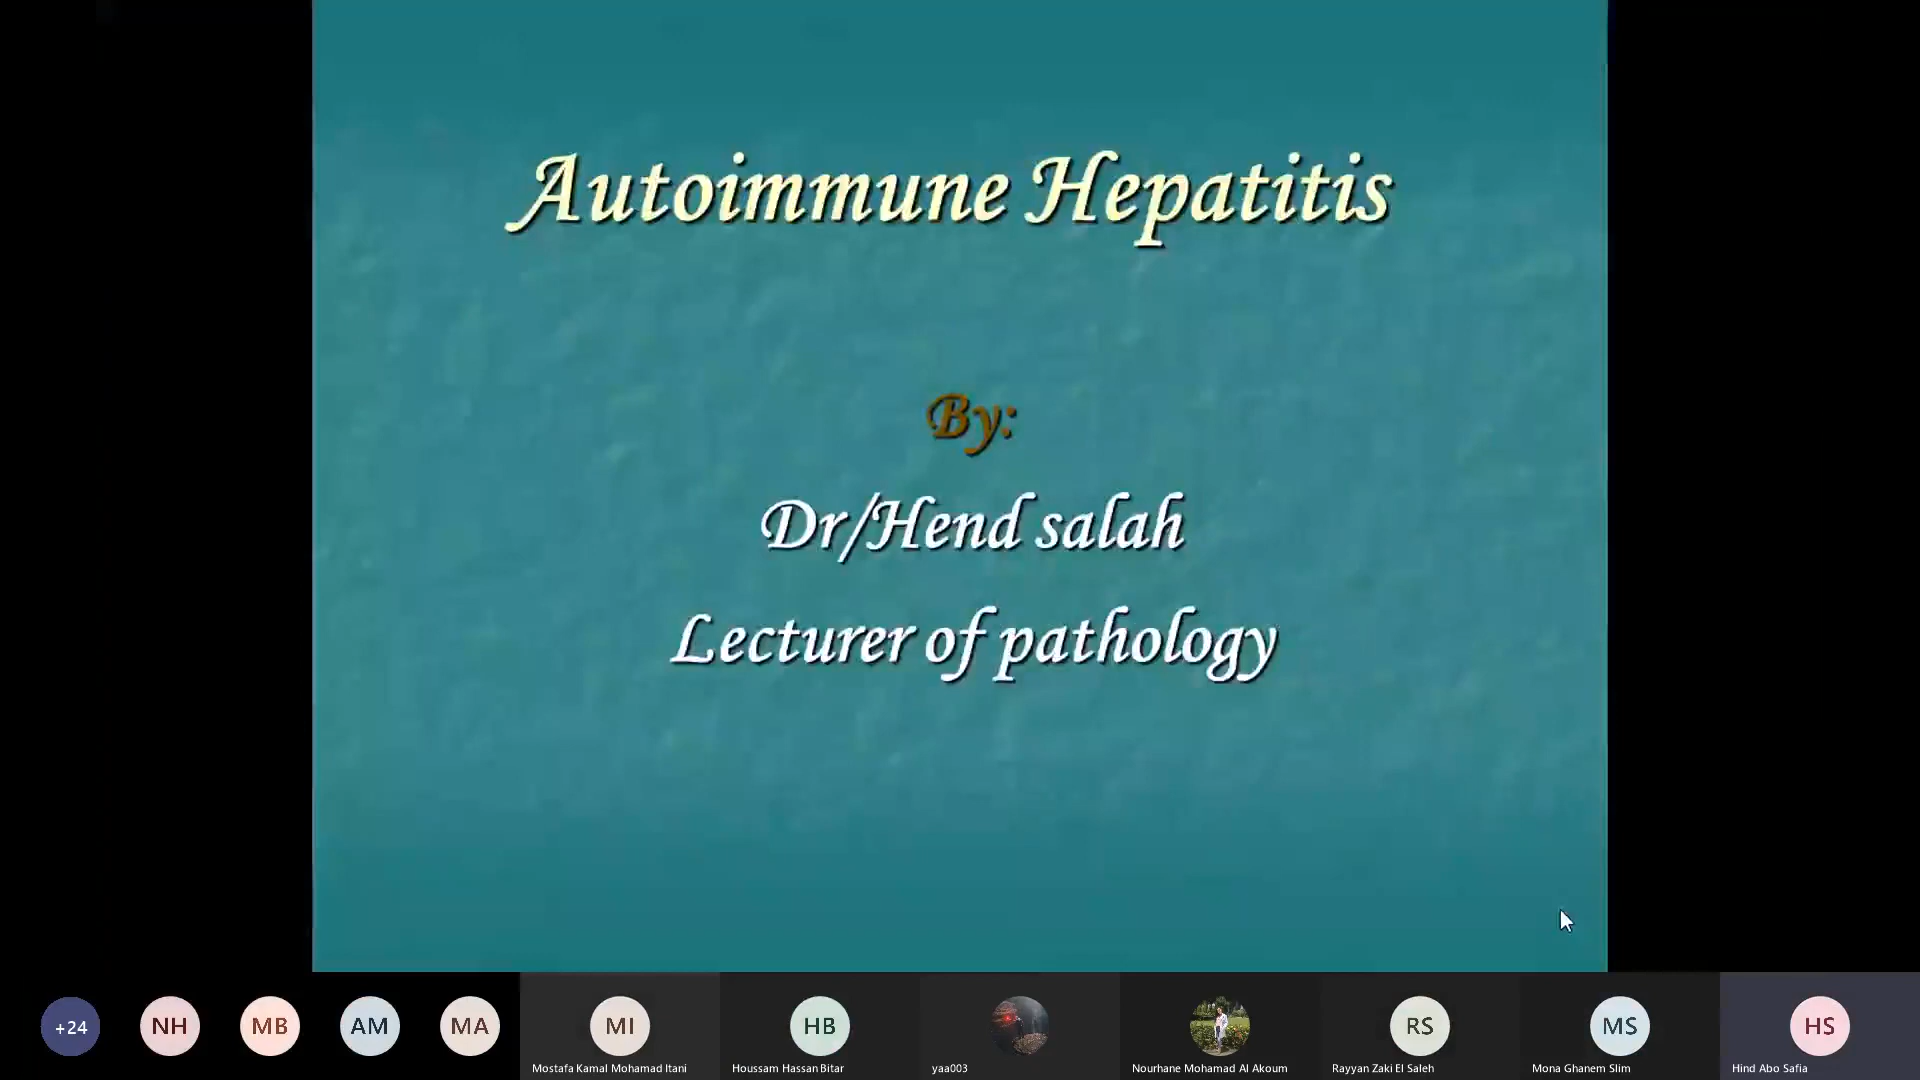 Autoimmune Hepatitis
By:
Dr/Hend salah
Lecturer of pathology
+24
NH
MB
AM
MA
MI
HB
RS
MS
HS
Mostafa Kamal Mohamad Itani
Houssam Hassan Bitar
yaa003
Nourhane Mohamad Al Akoum
Rayyan Zaki El Saleh
Mona Ghanem Slim
Hind Abo Safia